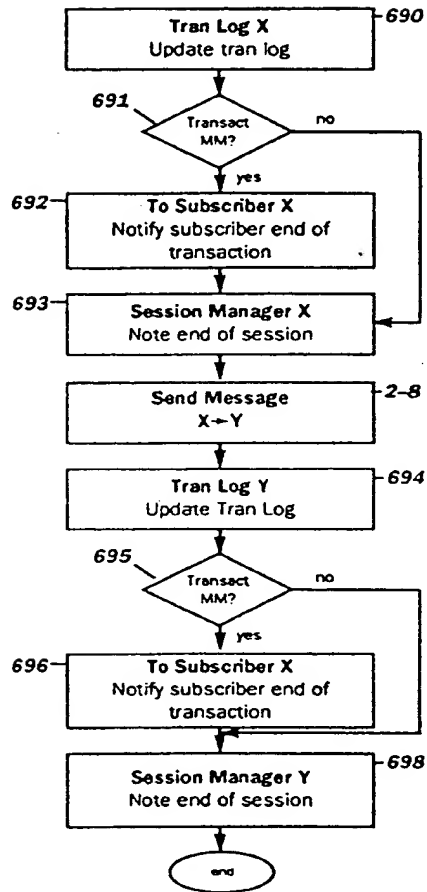 Tran Log X
Update tran log
690
691
Transact
MM?
no
yes
692
To Subscriber X
Notify subscriber end of
transaction
693
Session Manager X
Note end of session
Send Message
X→Y
2-8
Tran Log Y
Update Tran Log
694
695
Transact
MM?
no
yes
696
To Subscriber X
Notify subscriber end of
transaction
Session Manager Y
Note end of session
698
end